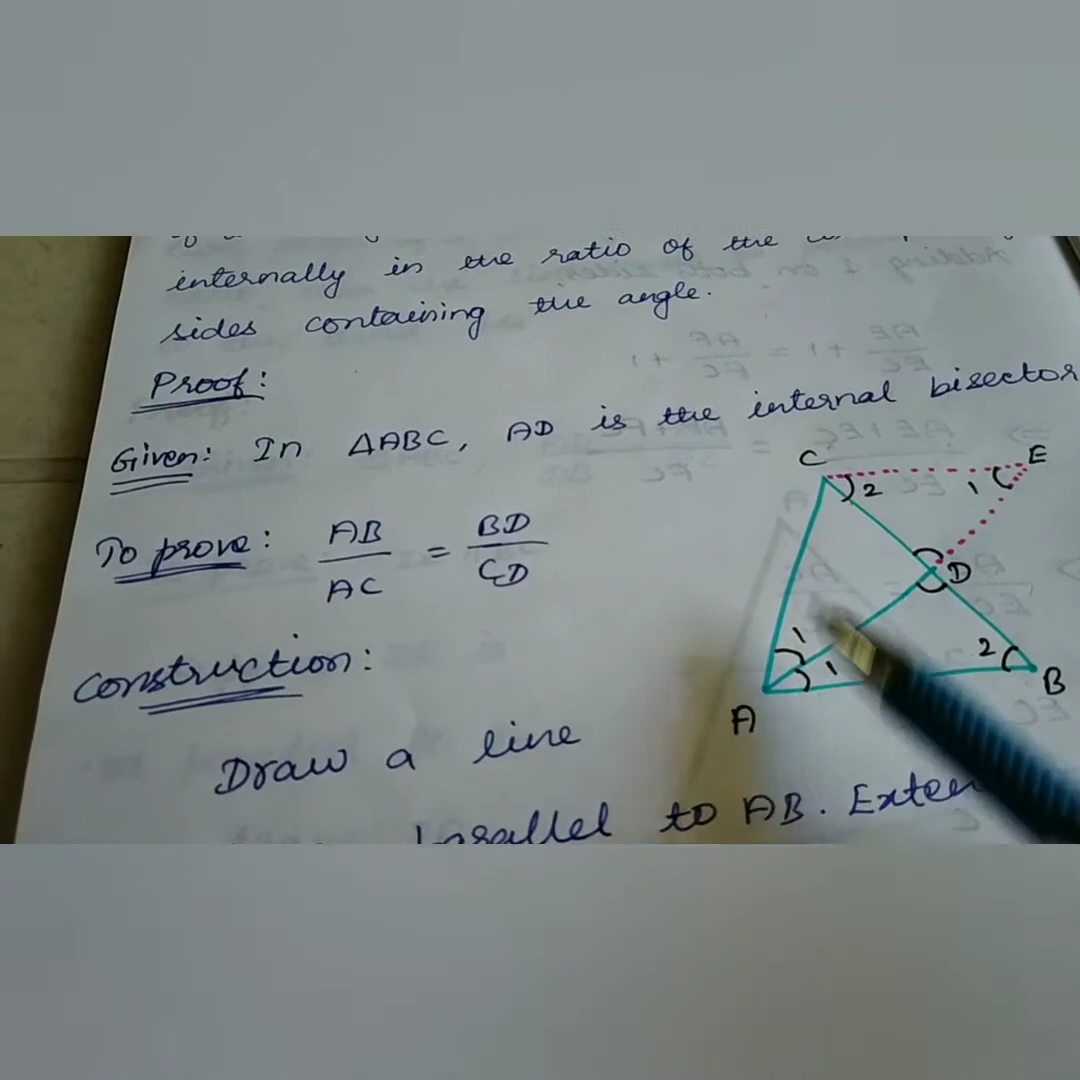 internally in the ratio of the
sides containing the angle.
Proof:
Given: In ΔABC, AD is the internal bisector
To prove: AB/AC = BD/CD
Construction:
Draw a line
parallel to AB. Exten
C
E
2
1
D
1
1
2
B
A